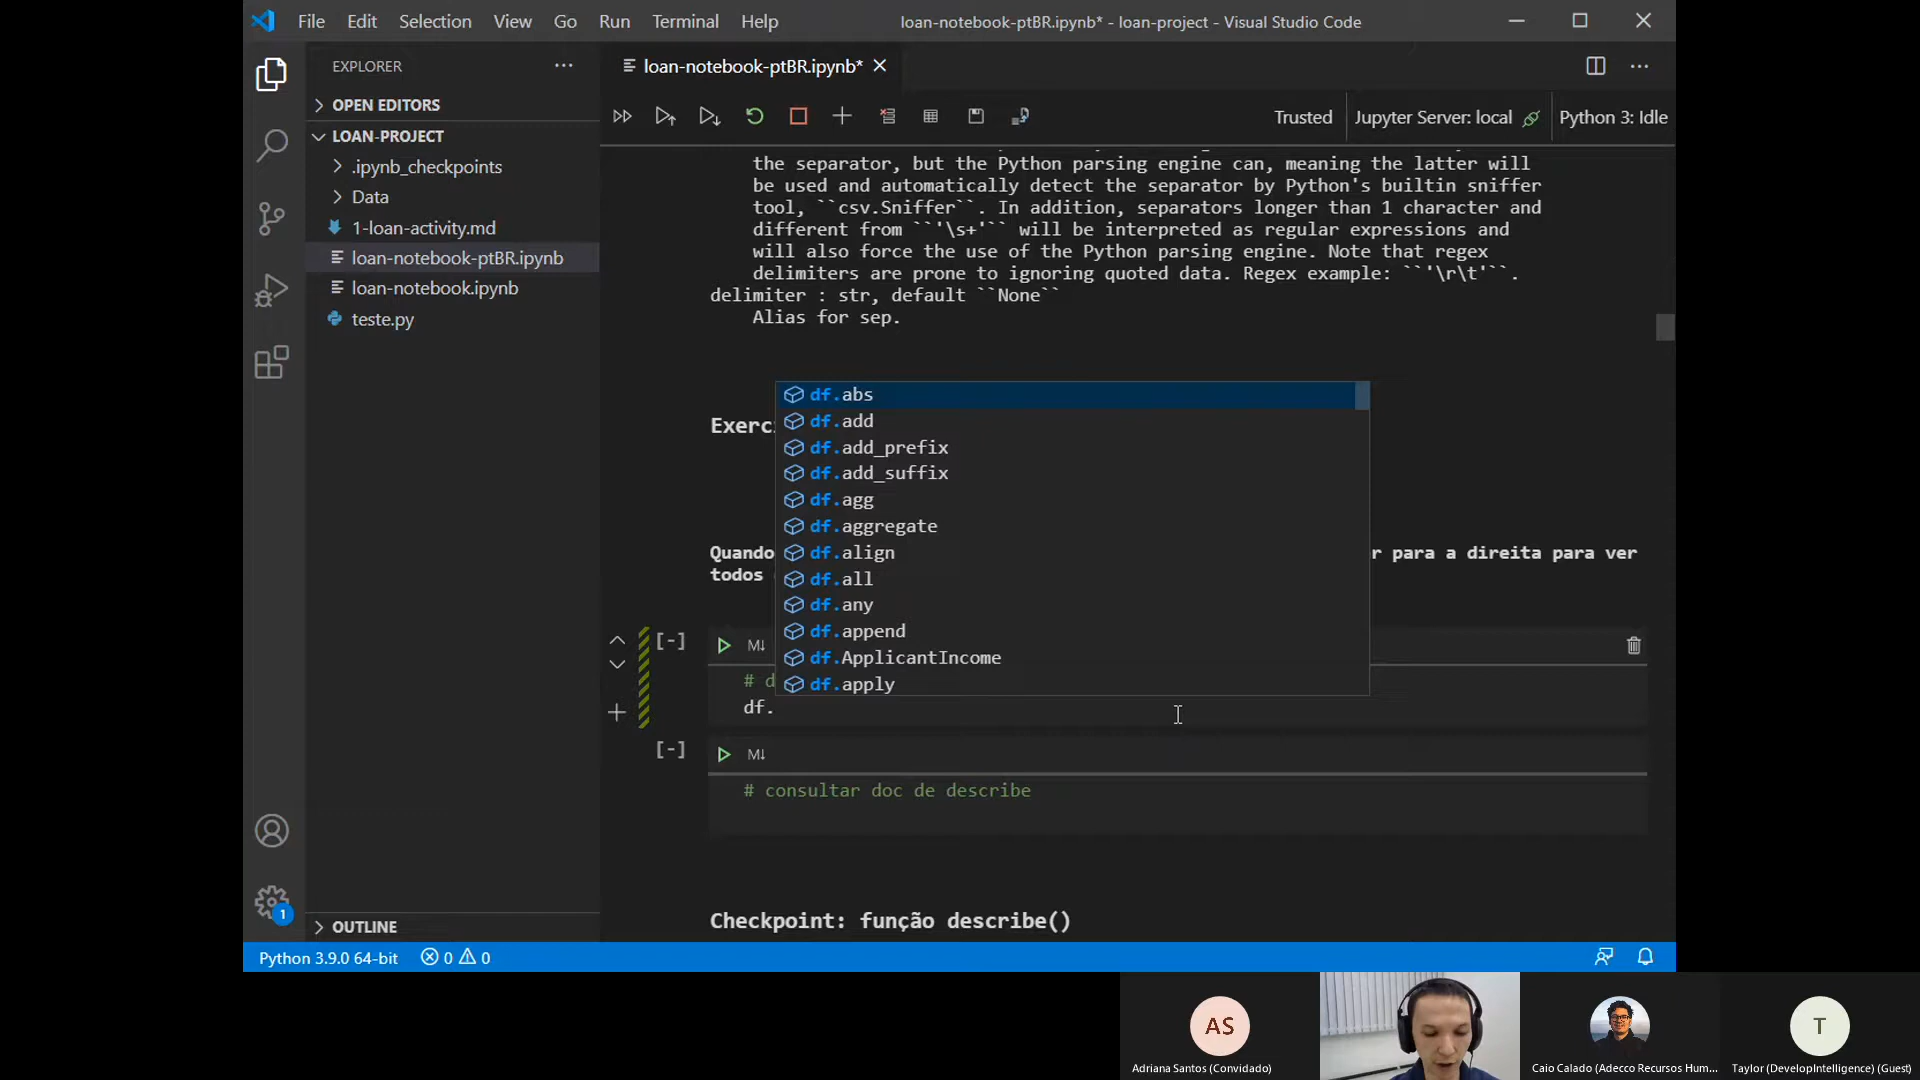 File Edit Selection View Go Run Terminal Help
loan-notebook-ptBR.ipynb* - loan-project - Visual Studio Code
EXPLORER
OPEN EDITORS
LOAN-PROJECT
.ipynb_checkpoints
Data
1-loan-activity.md
loan-notebook-ptBR.ipynb
loan-notebook.ipynb
teste.py
OUTLINE
loan-notebook-ptBR.ipynb*
Trusted
Jupyter Server: local
Python 3: Idle
the separator, but the Python parsing engine can, meaning the latter will
be used and automatically detect the separator by Python's builtin sniffer
tool, ``csv.Sniffer``. In addition, separators longer than 1 character and
different from ``'\s+'`` will be interpreted as regular expressions and
will also force the use of the Python parsing engine. Note that regex
delimiters are prone to ignoring quoted data. Regex example: ``'\r\t'``.
delimiter : str, default ``None``
Alias for sep.
df.abs
df.add
df.add_prefix
df.add_suffix
df.agg
df.aggregate
df.align
df.all
df.any
df.append
df.ApplicantIncome
df.apply
Quando
r para a direita para ver
todos
[-]
M↓
# d
df.
[-]
M↓
# consultar doc de describe
Checkpoint: função describe()
1
Python 3.9.0 64-bit
0 0
AS
Adriana Santos (Convidado)
Caio Calado (Adecco Recursos Hum...
T
Taylor (DevelopIntelligence) (Guest)